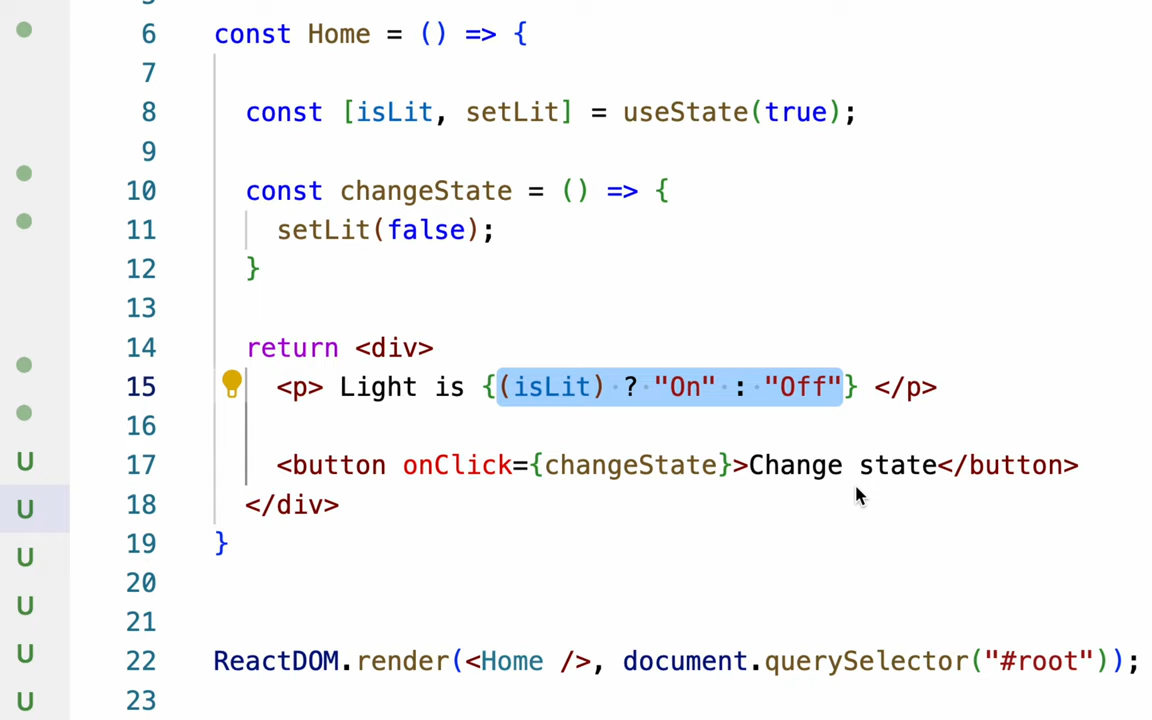 6 const Home = () => {
7
8 const [isLit, setLit] = useState(true);
9
10 const changeState = () => {
11 setLit(false);
12 }
13
14 return <div>
15 <p> Light is {(isLit) ? "On" : "Off"} </p>
16
17 <button onClick={changeState}>Change state</button>
18 </div>
19 }
20
21
22 ReactDOM.render(<Home />, document.querySelector("#root"));
23
U
U
U
U
U
U